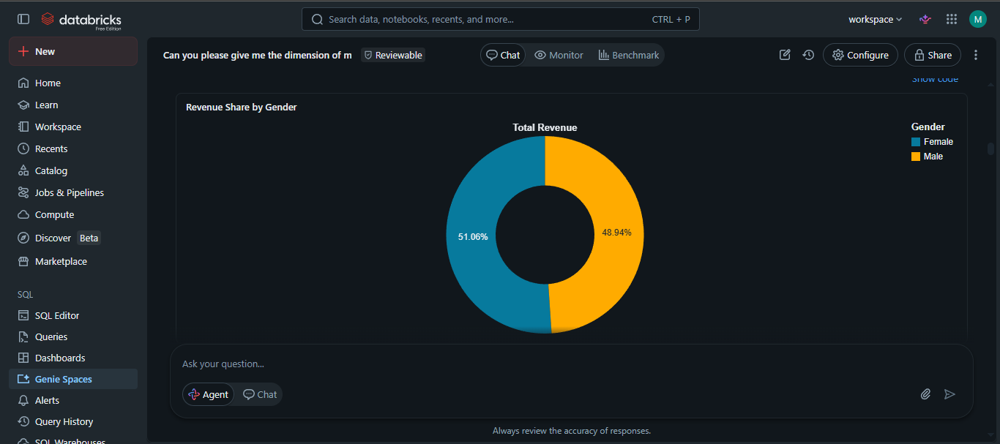 databricks
Free Edition
Search data, notebooks, recents, and more...
CTRL + P
workspace
M
New
Home
Learn
Workspace
Recents
Catalog
Jobs & Pipelines
Compute
Discover Beta
Marketplace
SQL
SQL Editor
Queries
Dashboards
Genie Spaces
Alerts
Query History
SQL Warehouses
Can you please give me the dimension of m
Reviewable
Chat
Monitor
Benchmark
Configure
Share
Show code
Revenue Share by Gender
Total Revenue
Gender
Female
Male
51.06%
48.94%
Ask your question...
Agent
Chat
Always review the accuracy of responses.